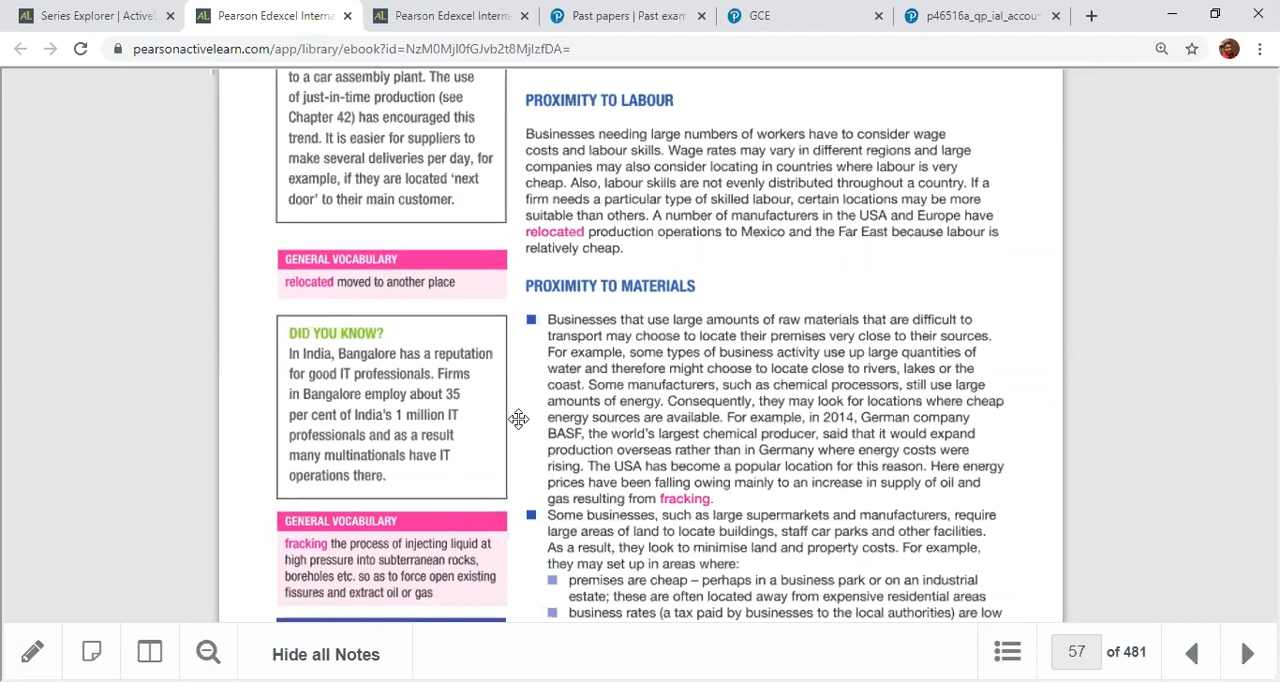 Series Explorer | ActiveL
Pearson Edexcel Interna
Pearson Edexcel Interna
Past papers | Past exam
GCE
p46516a_qp_ial_accou
pearsonactivelearn.com/app/library/ebook?id=NzM0MjI0fGJvb2t8MjIzfDA=
to a car assembly plant. The use
of just-in-time production (see
Chapter 42) has encouraged this
trend. It is easier for suppliers to
make several deliveries per day, for
example, if they are located 'next
door' to their main customer.
GENERAL VOCABULARY
relocated moved to another place
DID YOU KNOW?
In India, Bangalore has a reputation
for good IT professionals. Firms
in Bangalore employ about 35
per cent of India's 1 million IT
professionals and as a result
many multinationals have IT
operations there.
GENERAL VOCABULARY
fracking the process of injecting liquid at
high pressure into subterranean rocks,
boreholes etc. so as to force open existing
fissures and extract oil or gas
PROXIMITY TO LABOUR
Businesses needing large numbers of workers have to consider wage
costs and labour skills. Wage rates may vary in different regions and large
companies may also consider locating in countries where labour is very
cheap. Also, labour skills are not evenly distributed throughout a country. If a
firm needs a particular type of skilled labour, certain locations may be more
suitable than others. A number of manufacturers in the USA and Europe have
relocated production operations to Mexico and the Far East because labour is
relatively cheap.
PROXIMITY TO MATERIALS
Businesses that use large amounts of raw materials that are difficult to
transport may choose to locate their premises very close to their sources.
For example, some types of business activity use up large quantities of
water and therefore might choose to locate close to rivers, lakes or the
coast. Some manufacturers, such as chemical processors, still use large
amounts of energy. Consequently, they may look for locations where cheap
energy sources are available. For example, in 2014, German company
BASF, the world's largest chemical producer, said that it would expand
production overseas rather than in Germany where energy costs were
rising. The USA has become a popular location for this reason. Here energy
prices have been falling owing mainly to an increase in supply of oil and
gas resulting from fracking.
Some businesses, such as large supermarkets and manufacturers, require
large areas of land to locate buildings, staff car parks and other facilities.
As a result, they look to minimise land and property costs. For example,
they may set up in areas where:
premises are cheap – perhaps in a business park or on an industrial
estate; these are often located away from expensive residential areas
business rates (a tax paid by businesses to the local authorities) are low
Hide all Notes
57 of 481